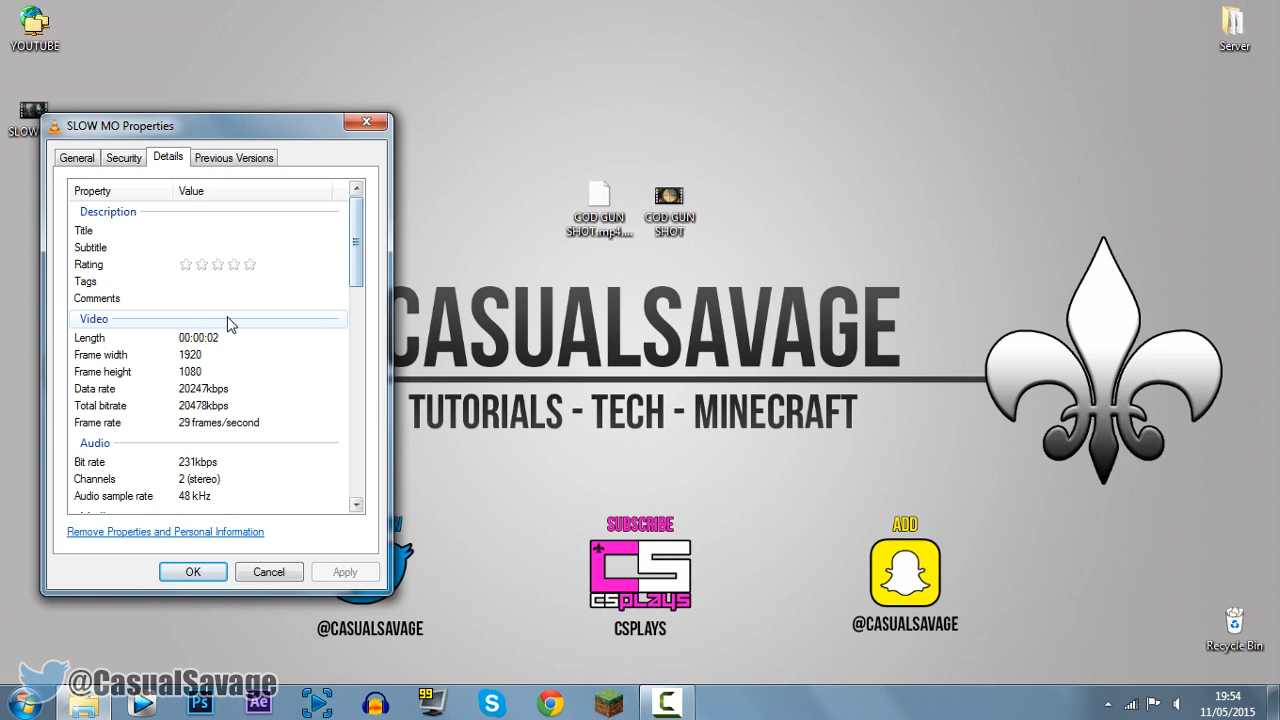 YOUTUBE
Server
SLOW
SLOW MO Properties
General Security Details Previous Versions
Property Value
Description
Title
Subtitle
Rating
Tags
Comments
Video
Length 00:00:02
Frame width 1920
Frame height 1080
Data rate 20247kbps
Total bitrate 20478kbps
Frame rate 29 frames/second
Audio
Bit rate 231kbps
Channels 2 (stereo)
Audio sample rate 48 kHz
Remove Properties and Personal Information
OK Cancel Apply
COD GUN
SHOT.mp4....
COD GUN
SHOT
CASUALSAVAGE
TUTORIALS - TECH - MINECRAFT
SUBSCRIBE
CS
CSPLAYS
CSPLAYS
ADD
@CASUALSAVAGE
@CASUALSAVAGE
Recycle Bin
@CasualSavage
Ps
Ae
99
S
C
19:54
11/05/2015